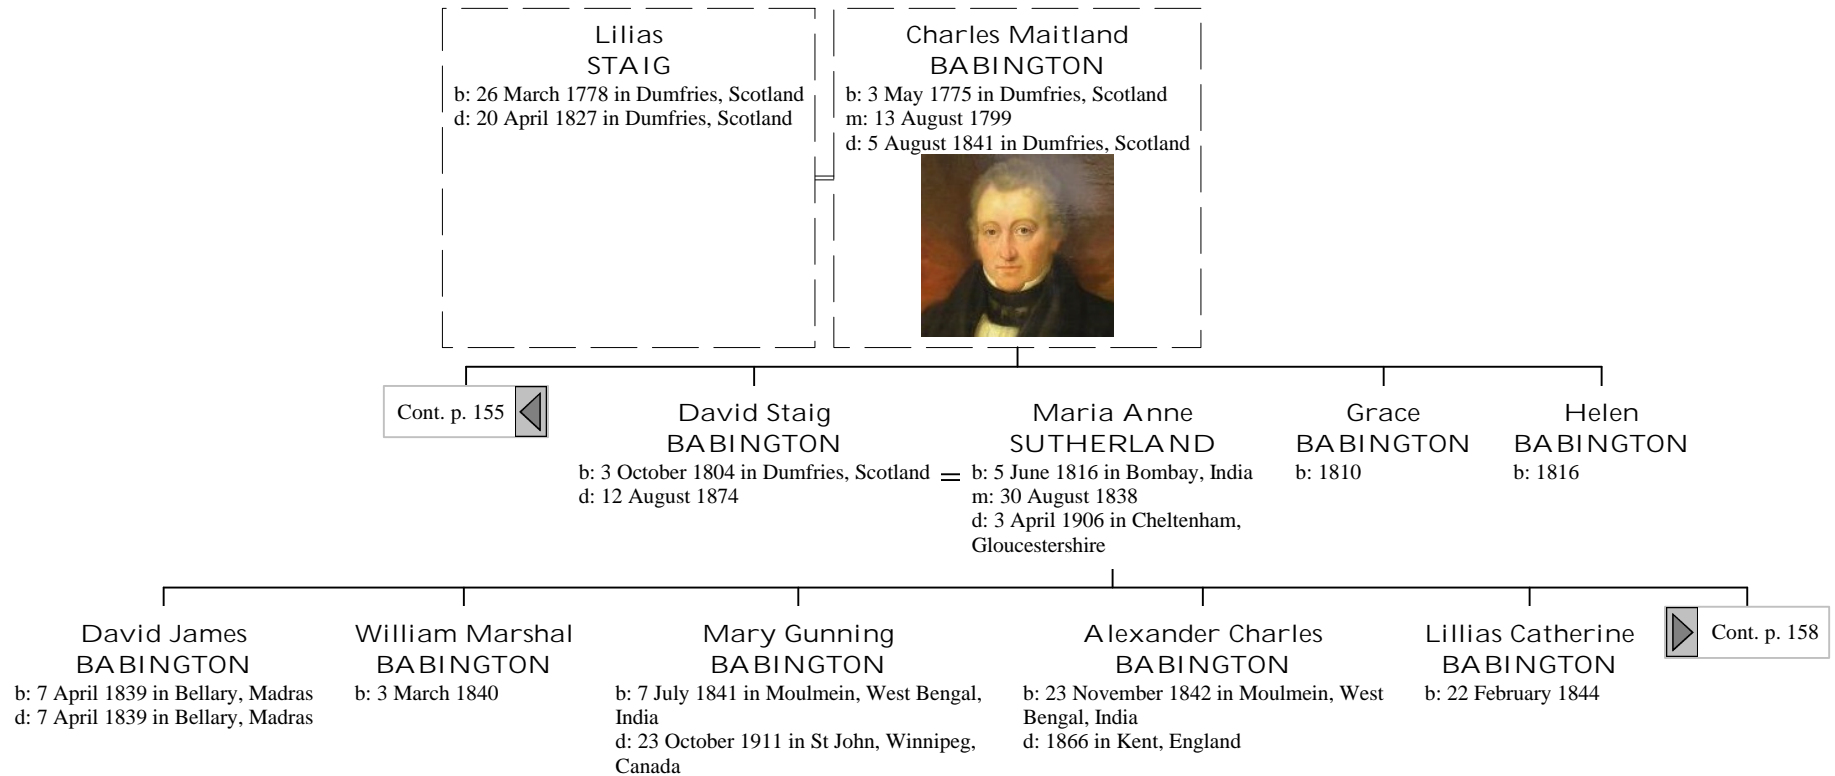 Lilias
STAIG
b: 26 March 1778 in Dumfries, Scotland
d: 20 April 1827 in Dumfries, Scotland
Charles Maitland
BABINGTON
b: 3 May 1775 in Dumfries, Scotland
m: 13 August 1799
d: 5 August 1841 in Dumfries, Scotland
Cont. p. 155
David Staig
BABINGTON
b: 3 October 1804 in Dumfries, Scotland
d: 12 August 1874
=
Maria Anne
SUTHERLAND
b: 5 June 1816 in Bombay, India
m: 30 August 1838
d: 3 April 1906 in Cheltenham,
Gloucestershire
Grace
BABINGTON
b: 1810
Helen
BABINGTON
b: 1816
David James
BABINGTON
b: 7 April 1839 in Bellary, Madras
d: 7 April 1839 in Bellary, Madras
William Marshal
BABINGTON
b: 3 March 1840
Mary Gunning
BABINGTON
b: 7 July 1841 in Moulmein, West Bengal,
India
d: 23 October 1911 in St John, Winnipeg,
Canada
Alexander Charles
BABINGTON
b: 23 November 1842 in Moulmein, West
Bengal, India
d: 1866 in Kent, England
Lillias Catherine
BABINGTON
b: 22 February 1844
Cont. p. 158